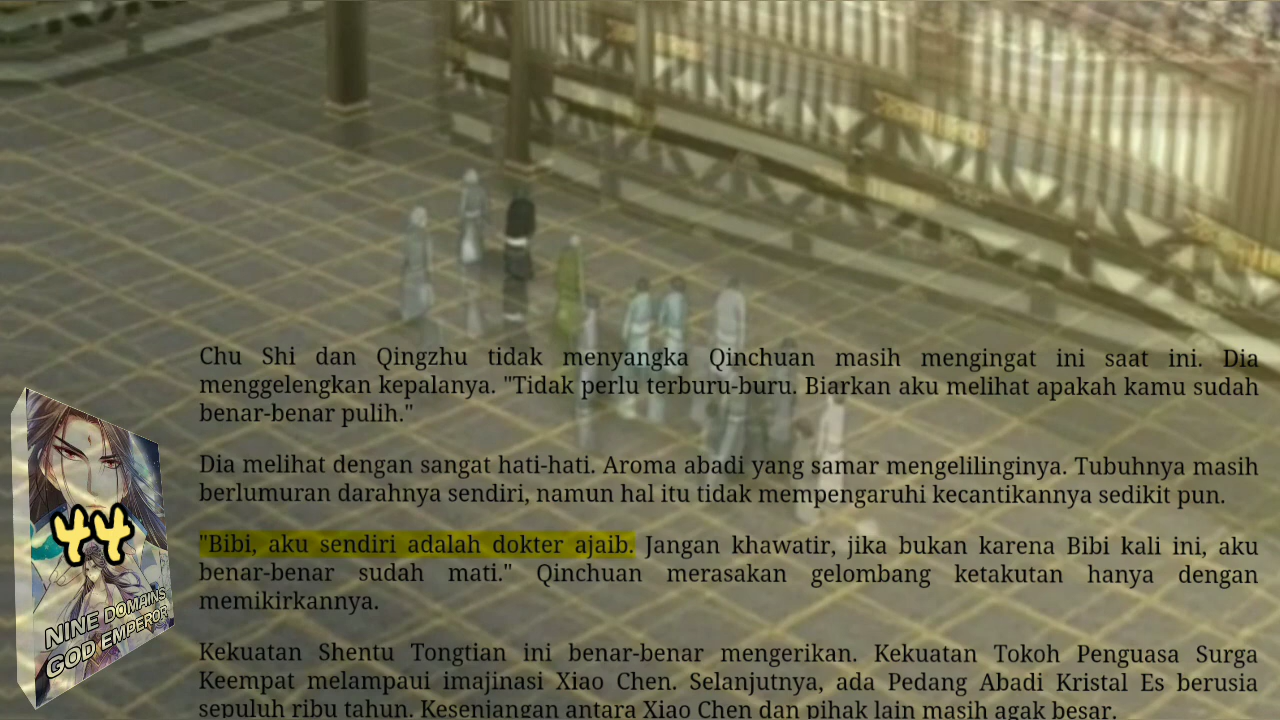 Chu Shi dan Qingzhu tidak menyangka Qinchuan masih mengingat ini saat ini. Dia
menggelengkan kepalanya. "Tidak perlu terburu-buru. Biarkan aku melihat apakah kamu sudah
benar-benar pulih."
Dia melihat dengan sangat hati-hati. Aroma abadi yang samar mengelilinginya. Tubuhnya masih
berlumuran darahnya sendiri, namun hal itu tidak mempengaruhi kecantikannya sedikit pun.
"Bibi, aku sendiri adalah dokter ajaib. Jangan khawatir, jika bukan karena Bibi kali ini, aku
benar-benar sudah mati." Qinchuan merasakan gelombang ketakutan hanya dengan
memikirkannya.
Kekuatan Shentu Tongtian ini benar-benar mengerikan. Kekuatan Tokoh Penguasa Surga
Keempat melampaui imajinasi Xiao Chen. Selanjutnya, ada Pedang Abadi Kristal Es berusia
sepuluh ribu tahun. Kesenjangan antara Xiao Chen dan pihak lain masih agak besar.
44
NINE DOMAINS
GOD EMPEROR